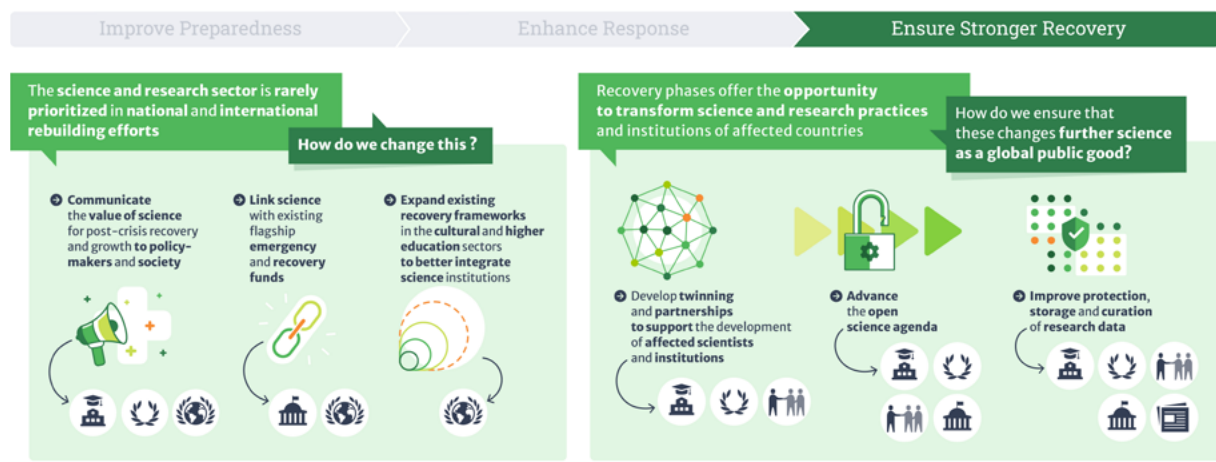 Improve Preparedness
Enhance Response
Ensure Stronger Recovery
The science and research sector is rarely
prioritized in national and international
rebuilding efforts
How do we change this ?
Communicate
the value of science
for post-crisis recovery
and growth to policy-
makers and society
Link science
with existing
flagship
emergency
and recovery
funds
Expand existing
recovery frameworks
in the cultural and higher
education sectors
to better integrate
science institutions
Recovery phases offer the opportunity
to transform science and research practices
and institutions of affected countries
How do we ensure that
these changes further science
as a global public good?
Develop twinning
and partnerships
to support the development
of affected scientists
and institutions
Advance
the open
science agenda
Improve protection,
storage and curation
of research data